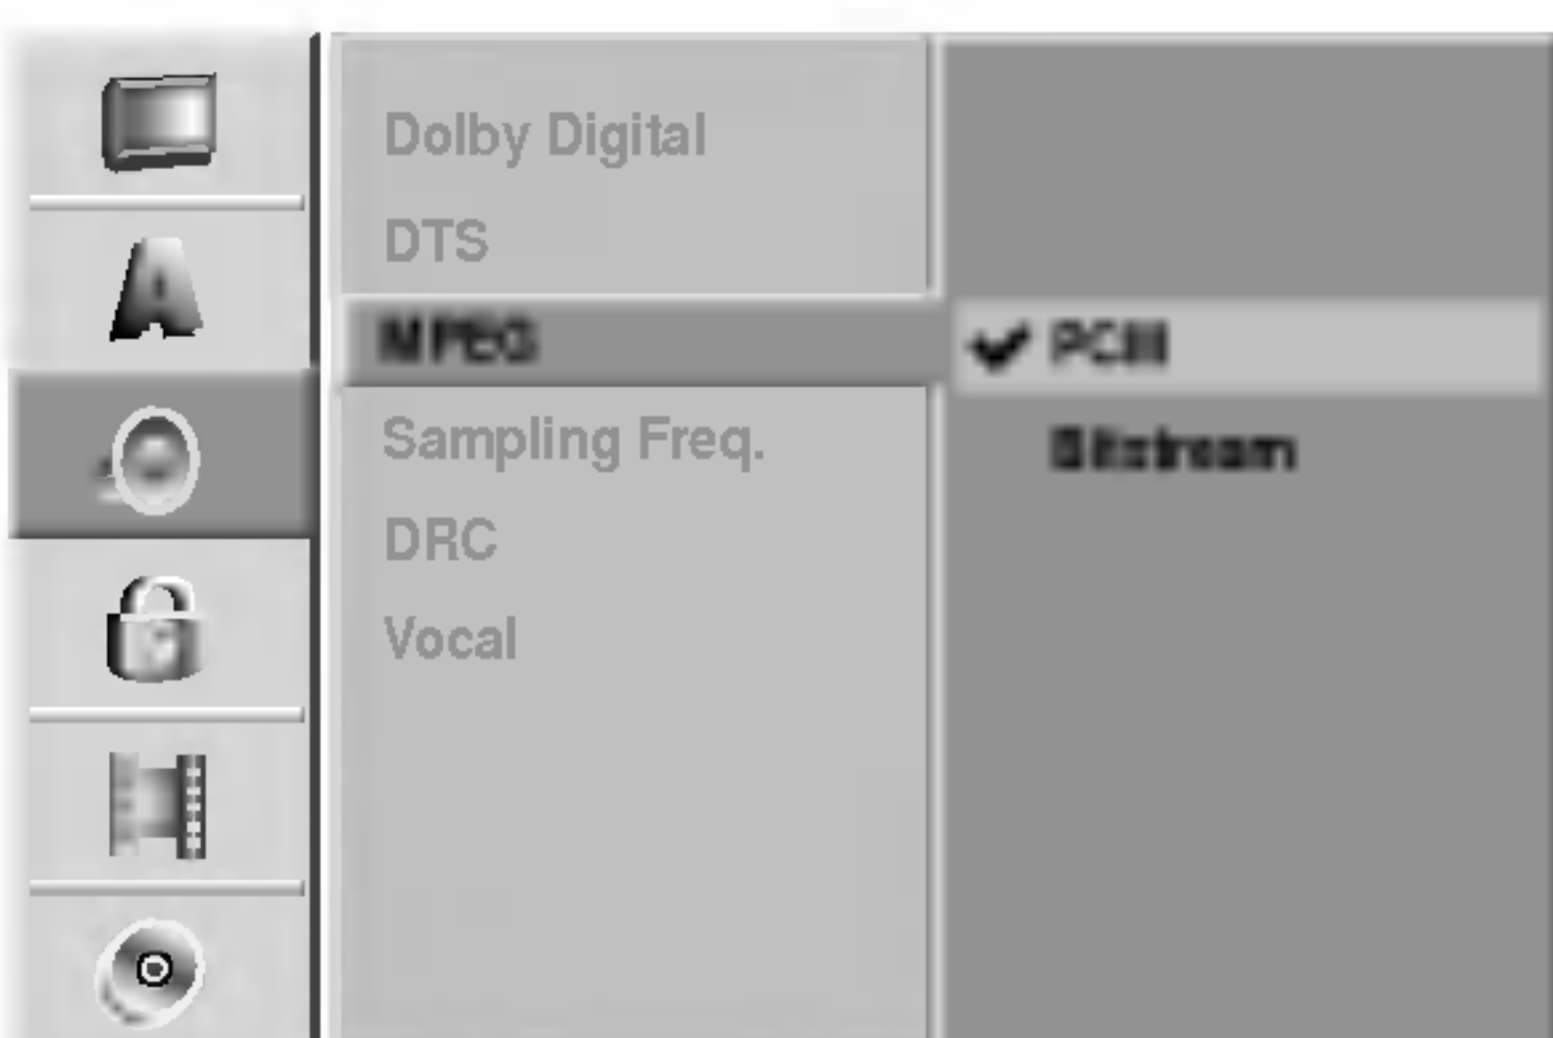 Dolby Digital
DTS
MPEG
PCM
Sampling Freq.
Bitstream
DRC
Vocal